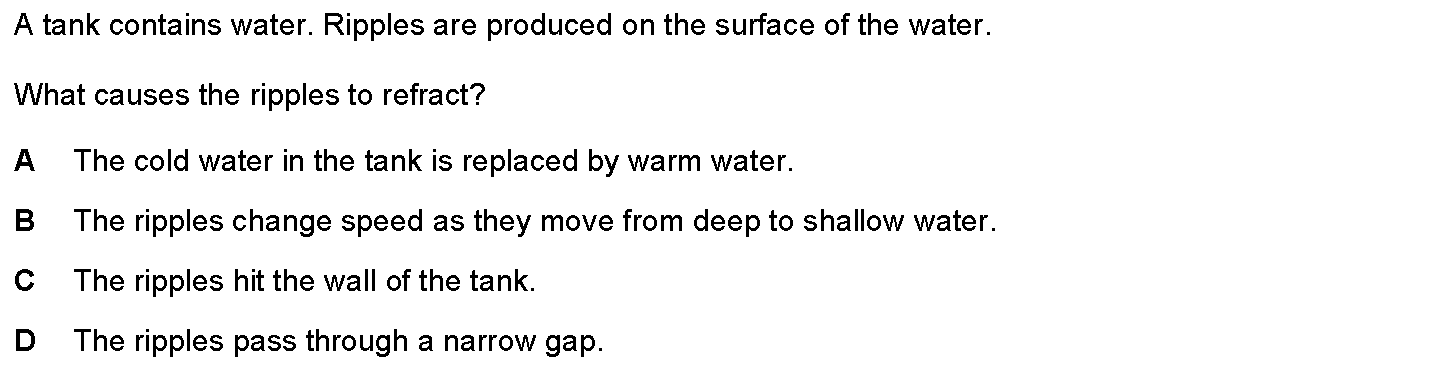 A tank contains water. Ripples are produced on the surface of the water.
What causes the ripples to refract?
A The cold water in the tank is replaced by warm water.
B The ripples change speed as they move from deep to shallow water.
C The ripples hit the wall of the tank.
D The ripples pass through a narrow gap.